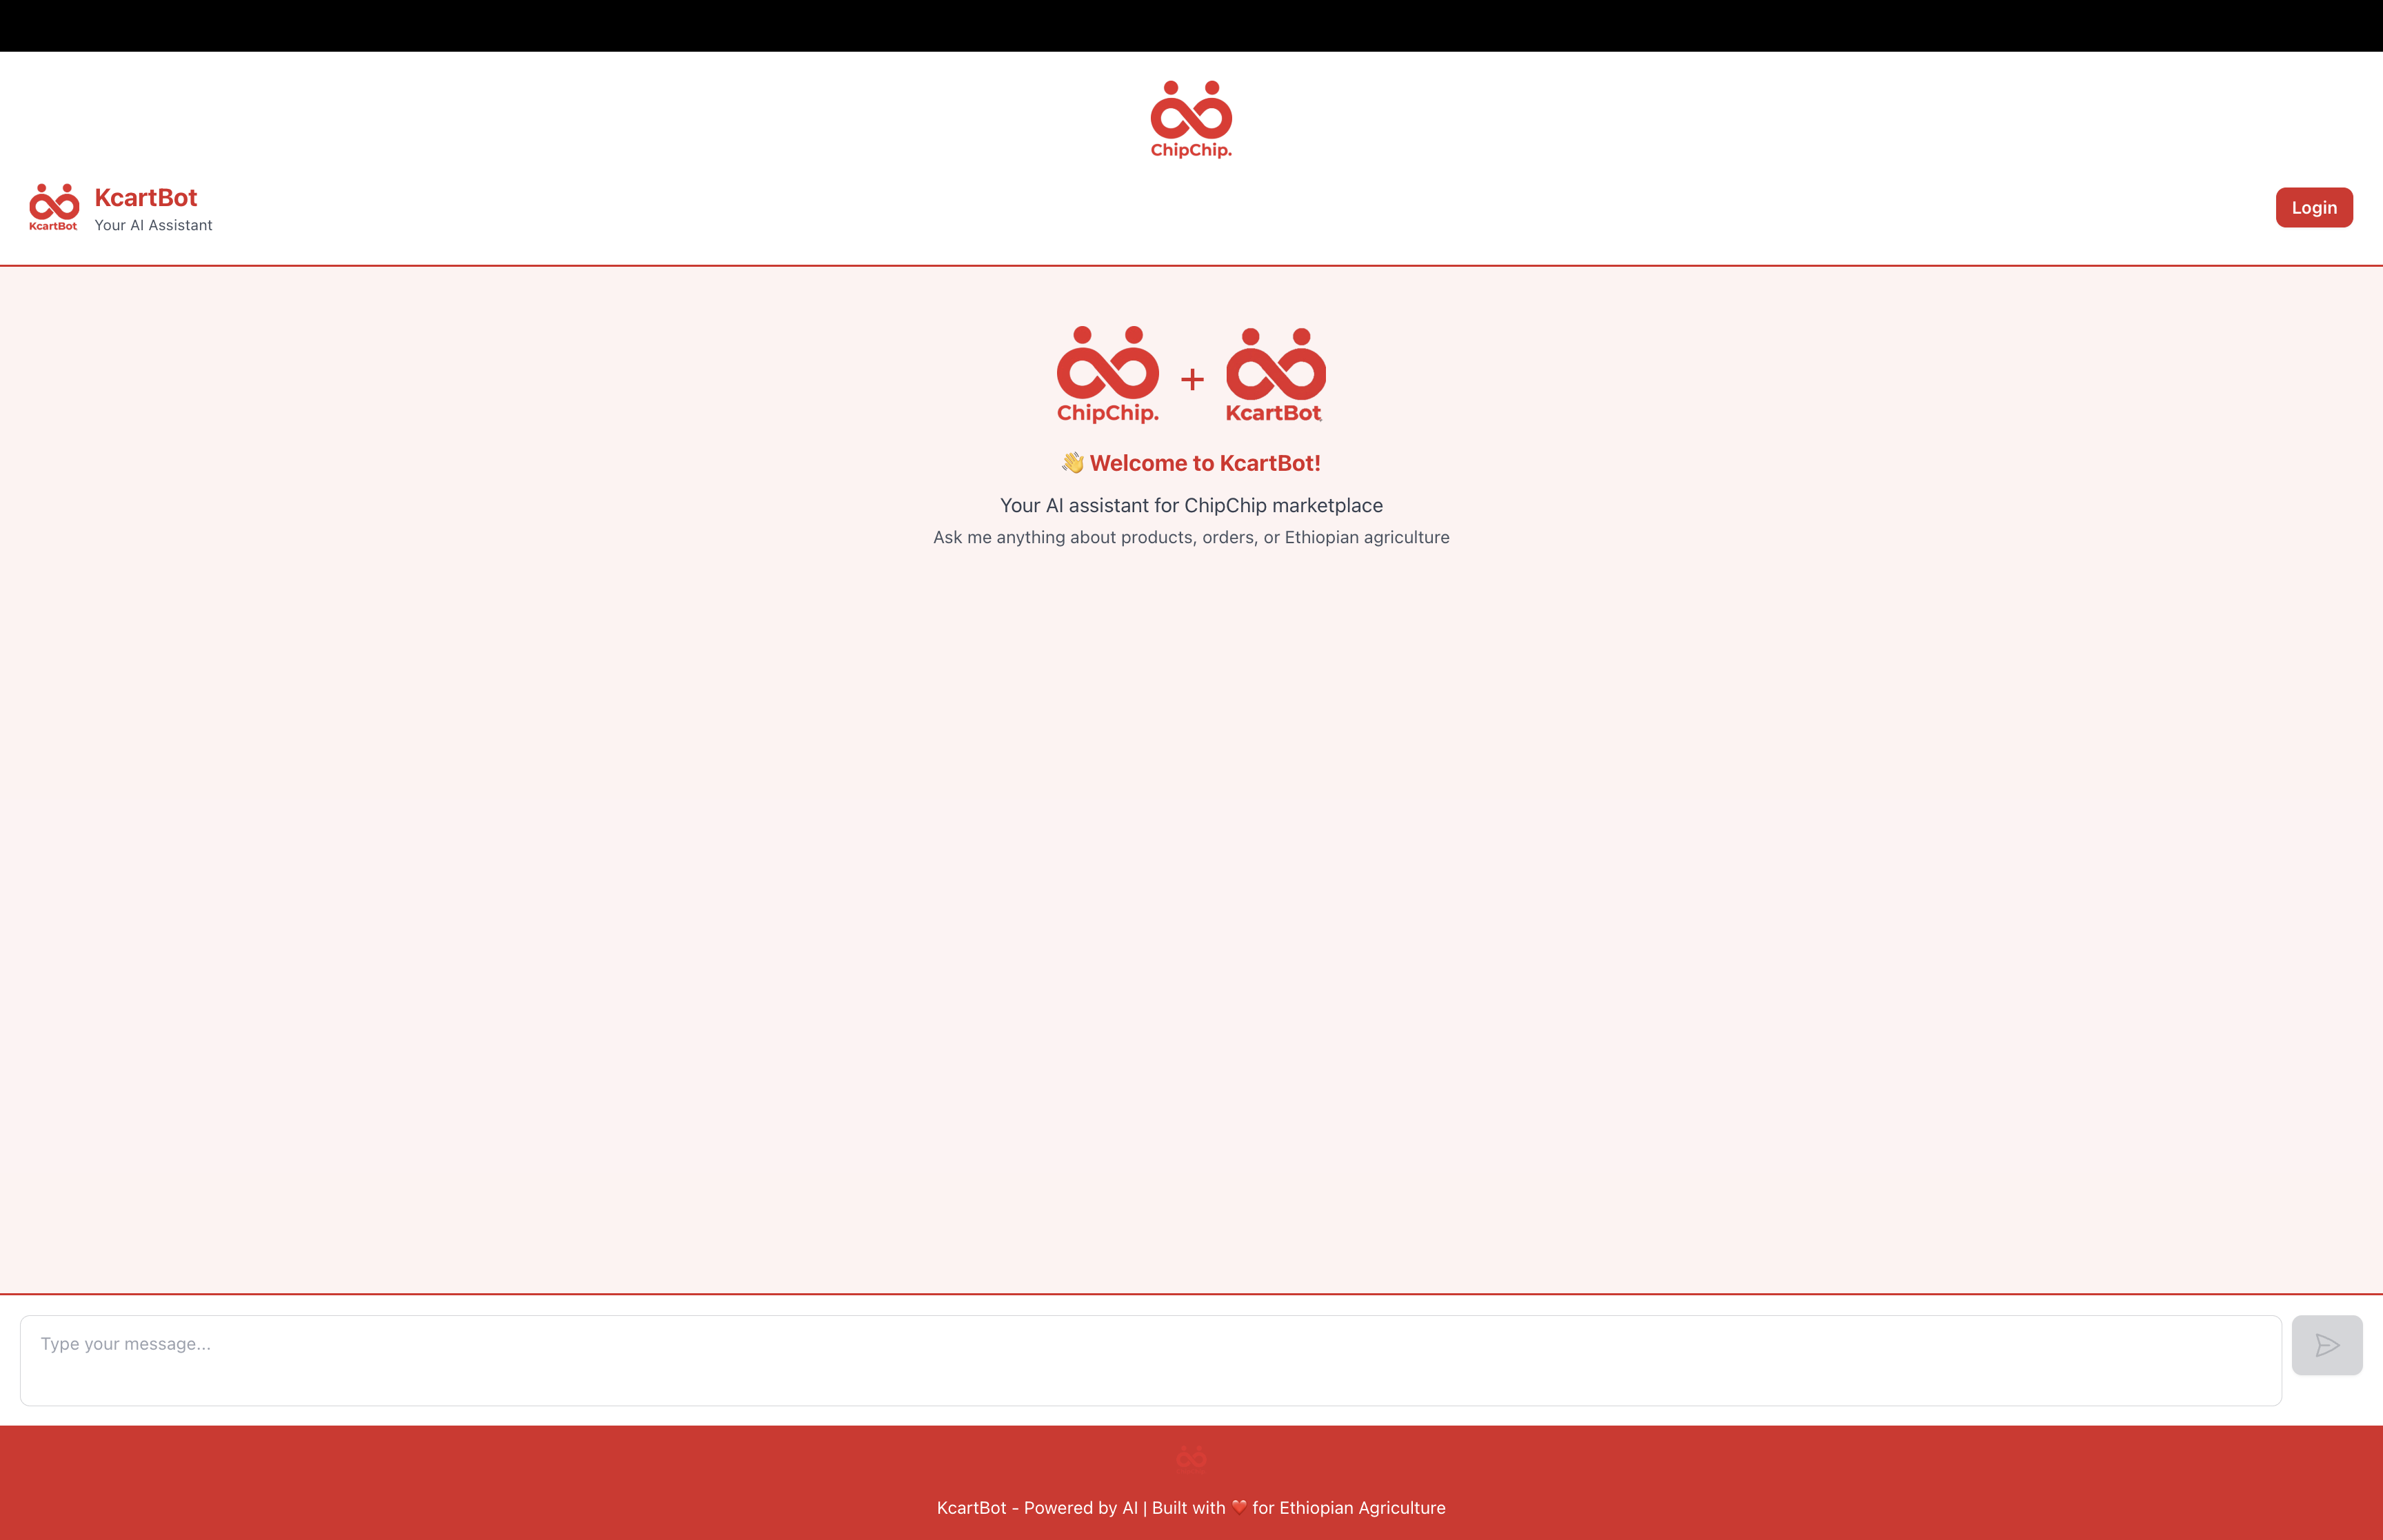 ChipChip.
KcartBot
KcartBot
Your AI Assistant
Login
ChipChip.
+
KcartBot
👋 Welcome to KcartBot!
Your AI assistant for ChipChip marketplace
Ask me anything about products, orders, or Ethiopian agriculture
Type your message...
KcartBot - Powered by AI | Built with ❤️ for Ethiopian Agriculture